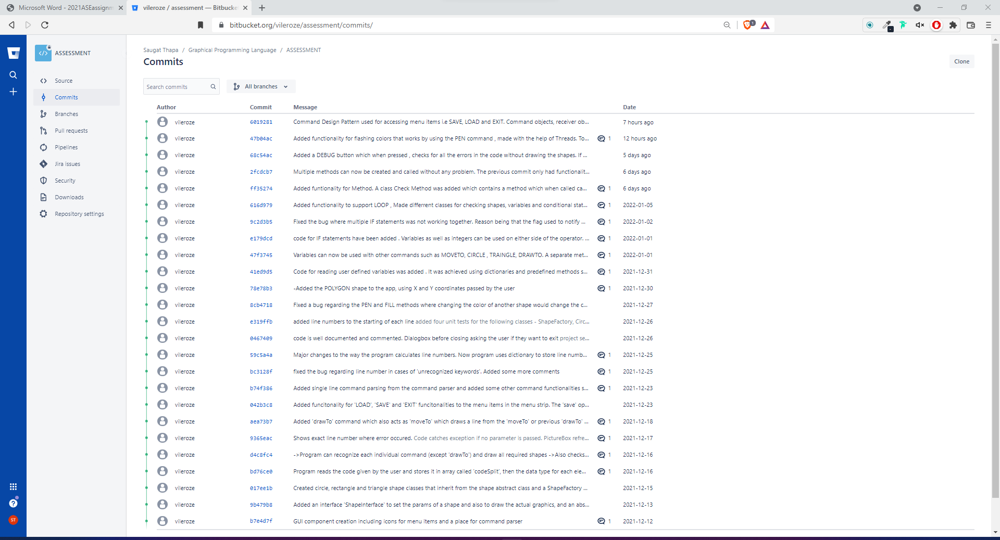 Microsoft Word - 2021ASEassignm
vileroze / assessment — Bitbucke
bitbucket.org/vileroze/assessment/commits/
1
ASSESSMENT
Source
Commits
Branches
Pull requests
Pipelines
Jira issues
Security
Downloads
Repository settings
ST
Saugat Thapa / Graphical Programming Language / ASSESSMENT
Commits
Clone
Search commits
All branches
Author Commit Message Date
vileroze 6019281 Command Design Pattern used for accessing menu items i.e SAVE, LOAD and EXIT. Command objects, receiver ob... 7 hours ago
vileroze 47b04ac Added functionality for flashing colors that works by using the PEN command , made with the help of Threads. To... 1 12 hours ago
vileroze 68c54ac Added a DEBUG button which when pressed , checks for all the errors in the code without drawing the shapes. If ... 5 days ago
vileroze 2fcdcb7 Multiple methods can now be created and called without any problem. The previous commit only had functionalit... 6 days ago
vileroze ff35274 Added funtionality for Method. A class Check Method was added which contains a method which when called ca... 1 6 days ago
vileroze 616d979 Added functionality to support LOOP , Made differrent classes for checking shapes, variables and conditional stat... 1 2022-01-05
vileroze 9c2d3b5 Fixed the bug where multiple IF statements was not working together. Reason being that the flag used to notify ... 1 2022-01-02
vileroze e179dcd code for IF statements have been added . Variables as well as integers can be used on either side of the operator. ... 1 2022-01-01
vileroze 47f3745 Variables can now be used with other commands such as MOVETO, CIRCLE , TRAINGLE, DRAWTO. A separate met... 1 2022-01-01
vileroze 41ed9d5 Code for reading user defined variables was added . It was achieved using dictionaries and predefined methods s... 1 2021-12-31
vileroze 78e78b3 -Added the POLYGON shape to the app, using X and Y coordinates passed by the user 1 2021-12-30
vileroze 8cb4718 Fixed a bug regarding the PEN and FILL methods where changing the color of another shape would change the c... 2021-12-27
vileroze e319ffb added line numbers to the starting of each line added four unit tests for the following classes - ShapeFactory, Circ... 2021-12-26
vileroze 0467409 code is well documented and commented. Dialogbox before closing asking the user if they want to exit project se... 2021-12-26
vileroze 59c5a4a Major changes to the way the program calculates line numbers. Now program uses dictionary to store line numb... 1 2021-12-25
vileroze bc3128f fixed the bug regarding line number in cases of 'unrecognized keywords'. Added some more comments 1 2021-12-25
vileroze b74f386 Added single line command parsing from the command parser and added some other command functionalities s... 1 2021-12-23
vileroze 042b3c8 Added funcitonality for 'LOAD', 'SAVE' and 'EXIT' funcitonalities to the menu items in the menu strip. The 'save' op... 2021-12-23
vileroze aea73b7 Added 'drawTo' command which also acts as 'moveTo' which draws a line from the 'moveTo' or previous 'drawTo' ... 1 2021-12-18
vileroze 9365eac Shows exact line number where error occured. Code catches exception if no parameter is passed. PictureBox refre... 1 2021-12-17
vileroze d4c8fc4 ->Program can recognize each individual command (except 'drawTo') and draw all required shapes ->Also checks... 1 2021-12-16
vileroze bd76ce0 Program reads the code given by the user and stores it in array called 'codeSplit', then the data type for each ele... 1 2021-12-16
vileroze 017ee1b Created circle, rectangle and triangle shape classes that inherit from the shape abstract class and a ShapeFactory ... 2021-12-15
vileroze 9b479b8 Added an interface 'ShapeInterface' to set the params of a shape and also to draw the actual graphics, and an abs... 2021-12-13
vileroze b7e4d7f GUI component creation including icons for menu items and a place for command parser 1 2021-12-12